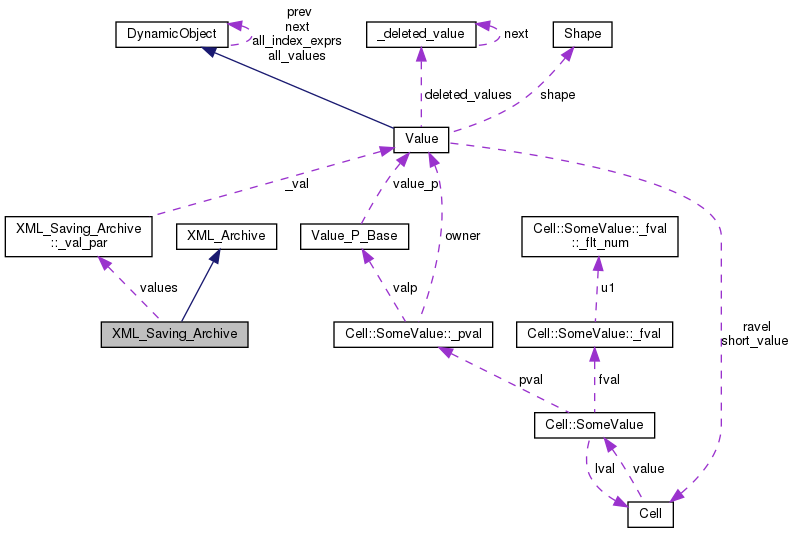 prev
next
all_index_exprs
all_values
DynamicObject
_deleted_value
next
Shape
deleted_values
shape
Value
_val
value_p
XML_Saving_Archive
::_val_par
XML_Archive
Value_P_Base
owner
Cell::SomeValue::_fval
::_flt_num
values
valp
u1
XML_Saving_Archive
Cell::SomeValue::_pval
Cell::SomeValue::_fval
ravel
short_value
pval
fval
Cell::SomeValue
lval
value
Cell